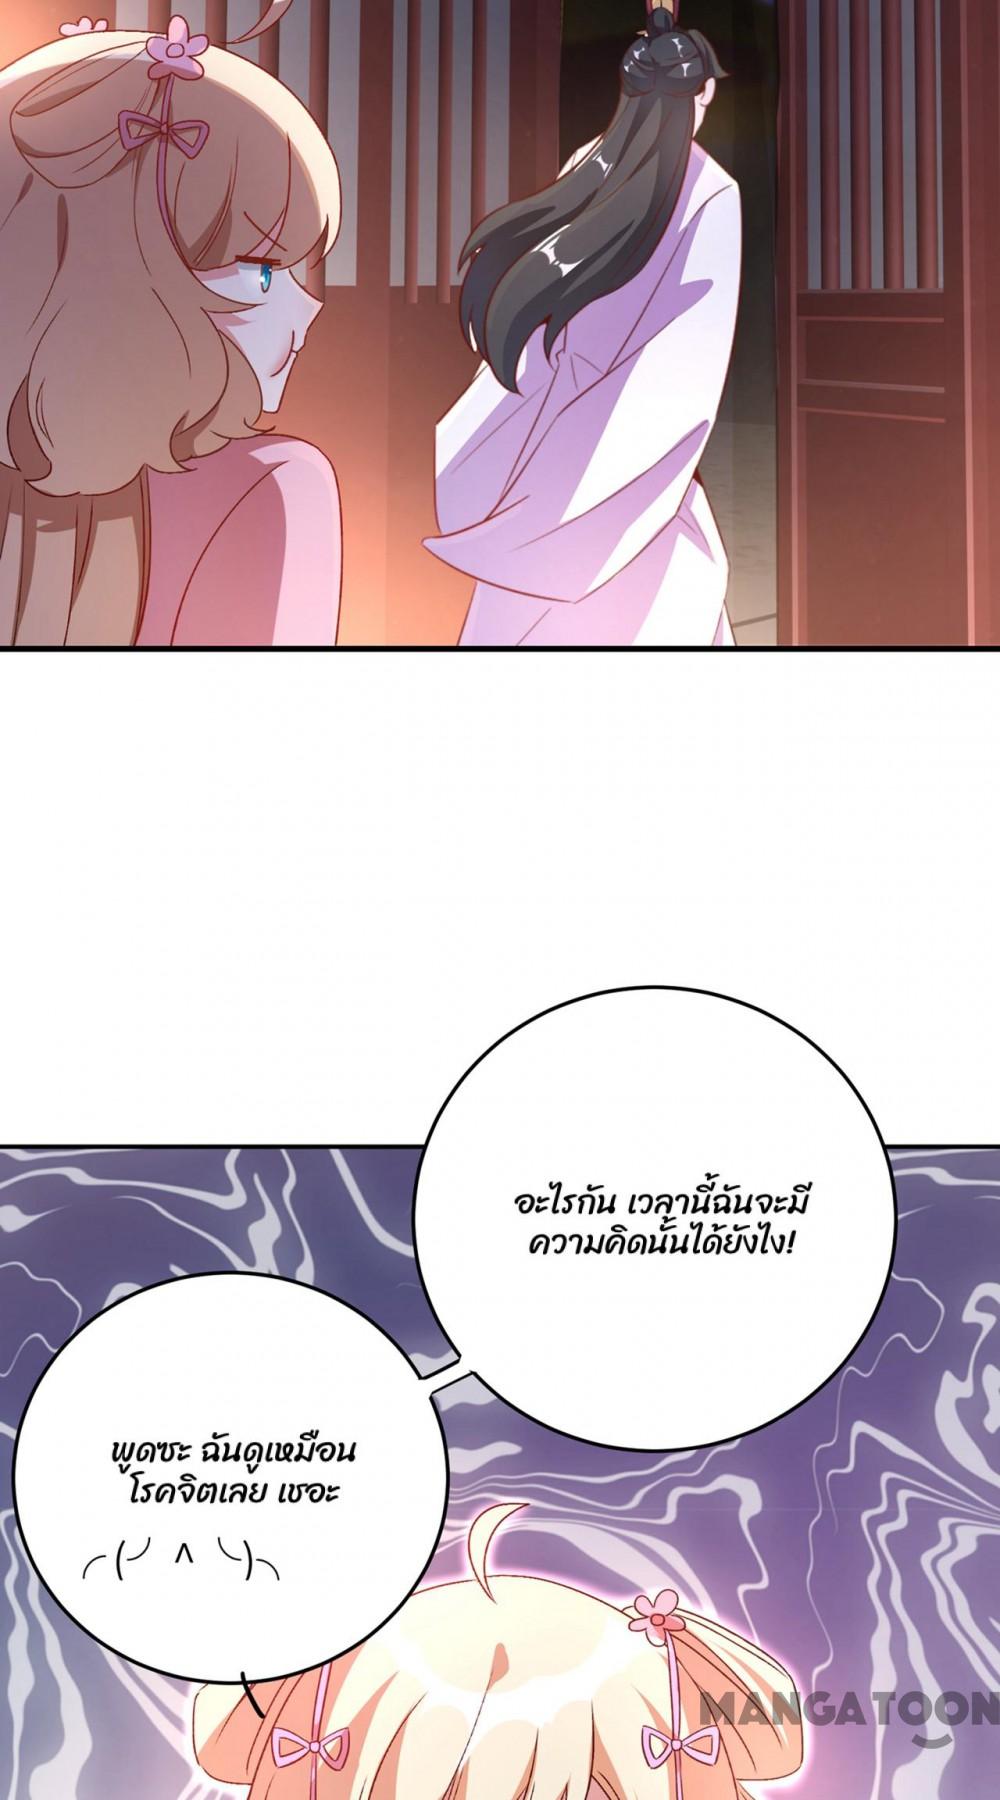 อะไรกัน เวลานี้ฉันจะมี
ความคิดนั้นได้ยังไง!
พูดซะ ฉันดูเหมือน
โรคจิตเลย เชอะ
╭(╯^╰)╮
MANGATOON